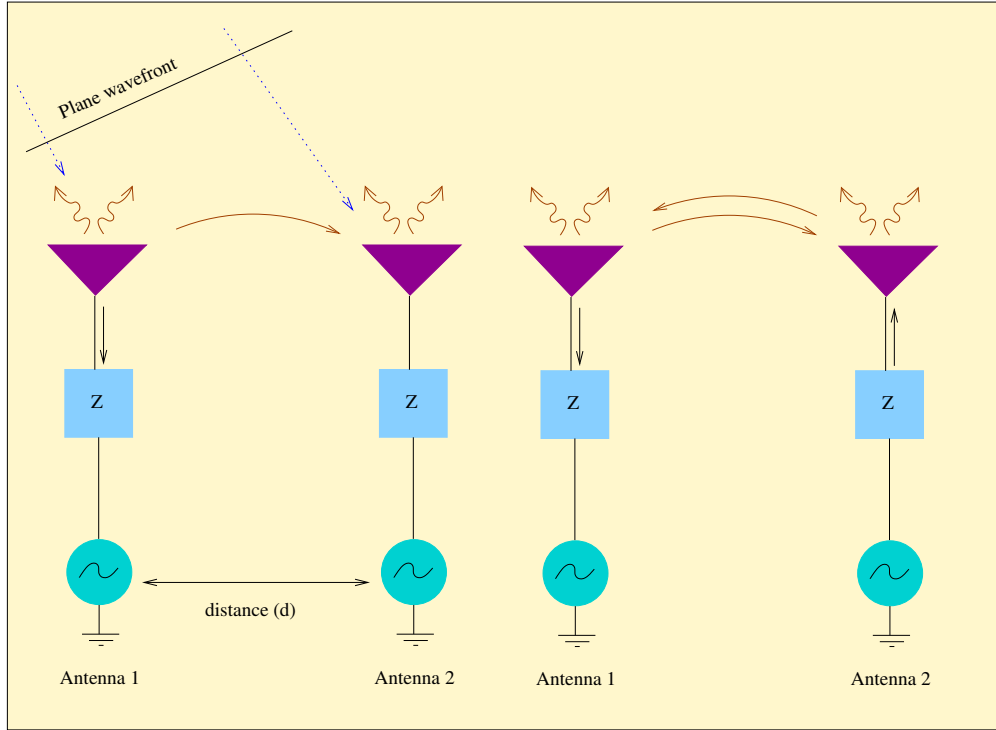 Plane wavefront
Z
Z
Z
Z
distance (d)
Antenna 1
Antenna 2
Antenna 1
Antenna 2